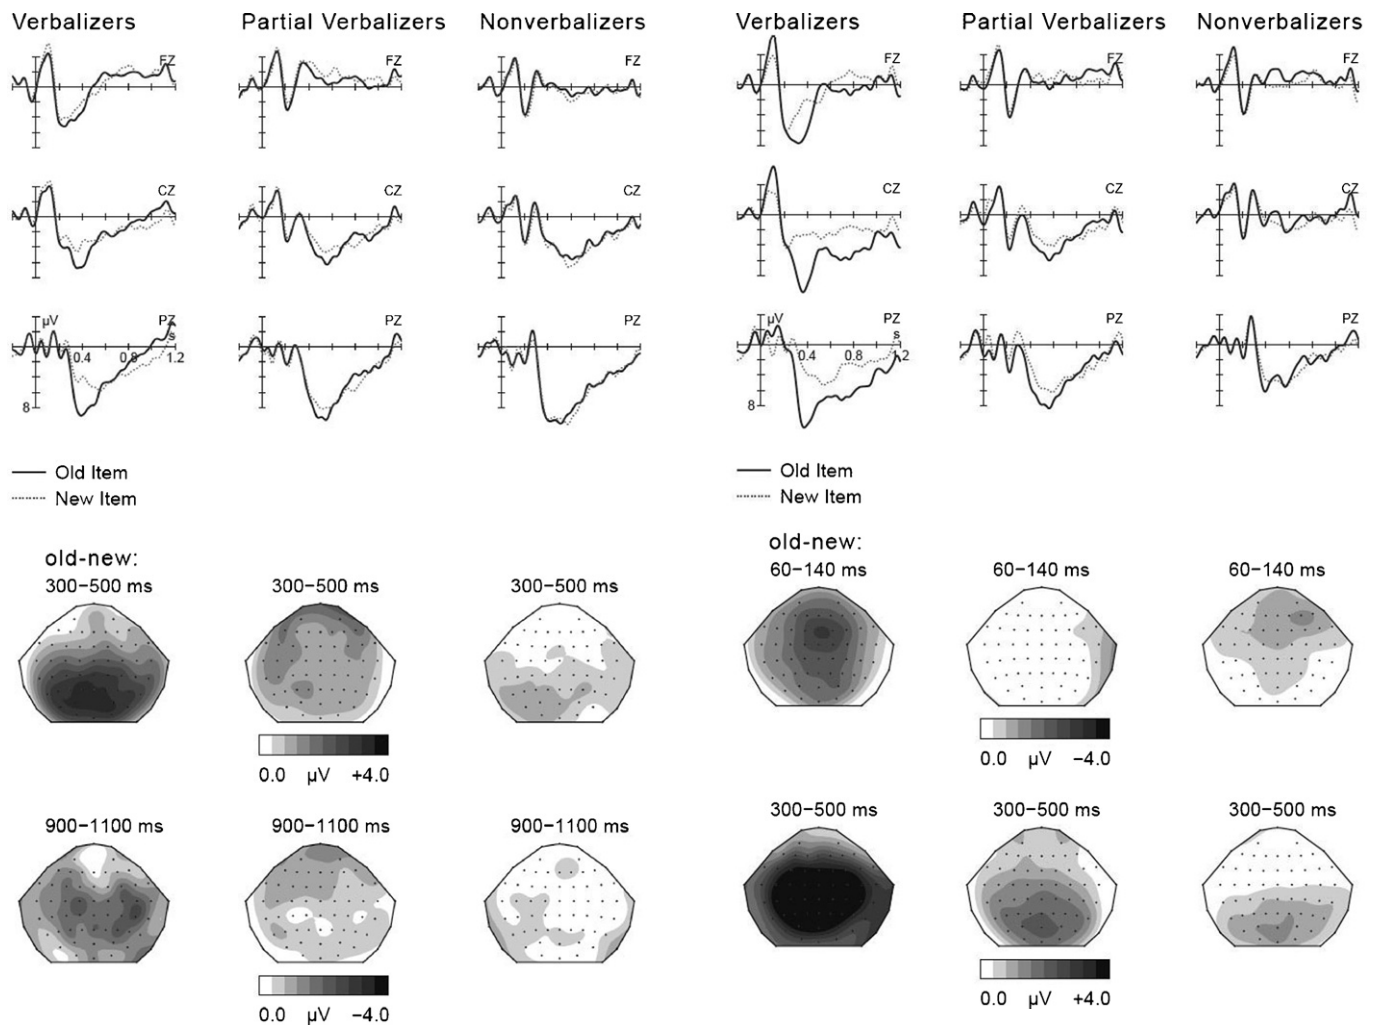 Verbalizers Partial Verbalizers Nonverbalizers Verbalizers Partial Verbalizers Nonverbalizers
FZ FZ FZ FZ FZ FZ
CZ CZ CZ CZ CZ CZ
µV PZ PZ PZ µV PZ PZ PZ
s s
0.4 0.8 1.2 0.4 0.8 1.2
8 8
Old Item Old Item
New Item New Item
old-new: old-new:
300−500 ms 300−500 ms 300−500 ms 60−140 ms 60−140 ms 60−140 ms
0.0 µV +4.0 0.0 µV −4.0
900−1100 ms 900−1100 ms 900−1100 ms 300−500 ms 300−500 ms 300−500 ms
0.0 µV −4.0 0.0 µV +4.0